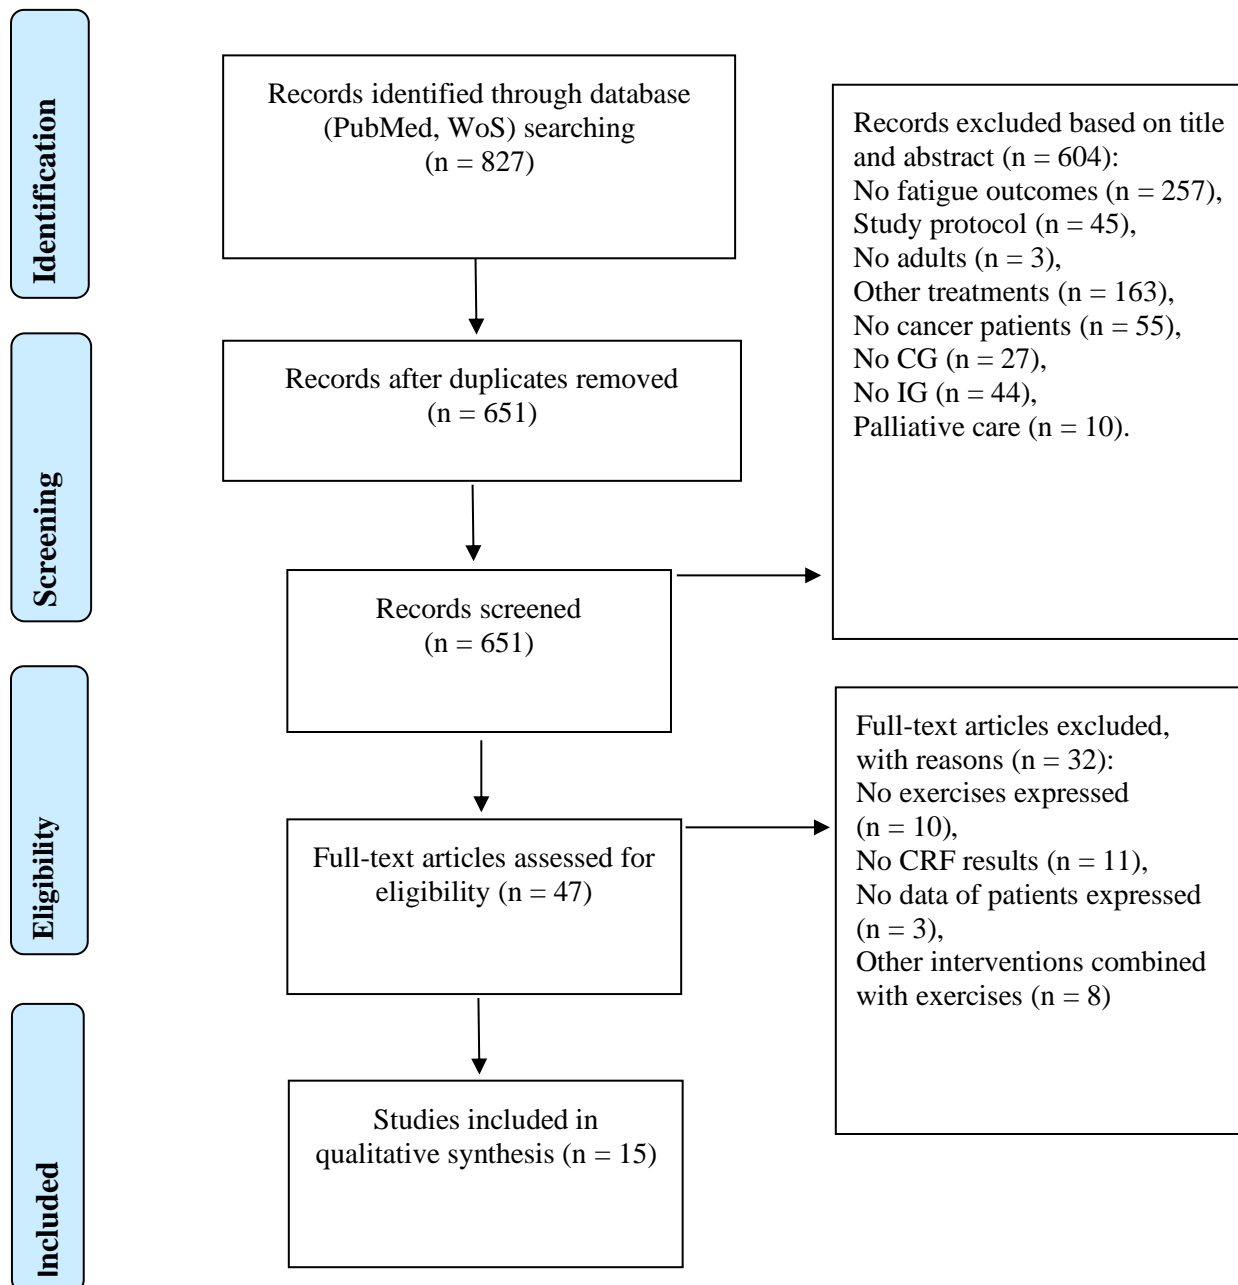 Identification
Records identified through database
(PubMed, WoS) searching
(n = 827)
Records excluded based on title
and abstract (n = 604):
No fatigue outcomes (n = 257),
Study protocol (n = 45),
No adults (n = 3),
Other treatments (n = 163),
No cancer patients (n = 55),
No CG (n = 27),
No IG (n = 44),
Palliative care (n = 10).
Screening
Records after duplicates removed
(n = 651)
Records screened
(n = 651)
Eligibility
Full-text articles assessed for
eligibility (n = 47)
Full-text articles excluded,
with reasons (n = 32):
No exercises expressed
(n = 10),
No CRF results (n = 11),
No data of patients expressed
(n = 3),
Other interventions combined
with exercises (n = 8)
Included
Studies included in
qualitative synthesis (n = 15)